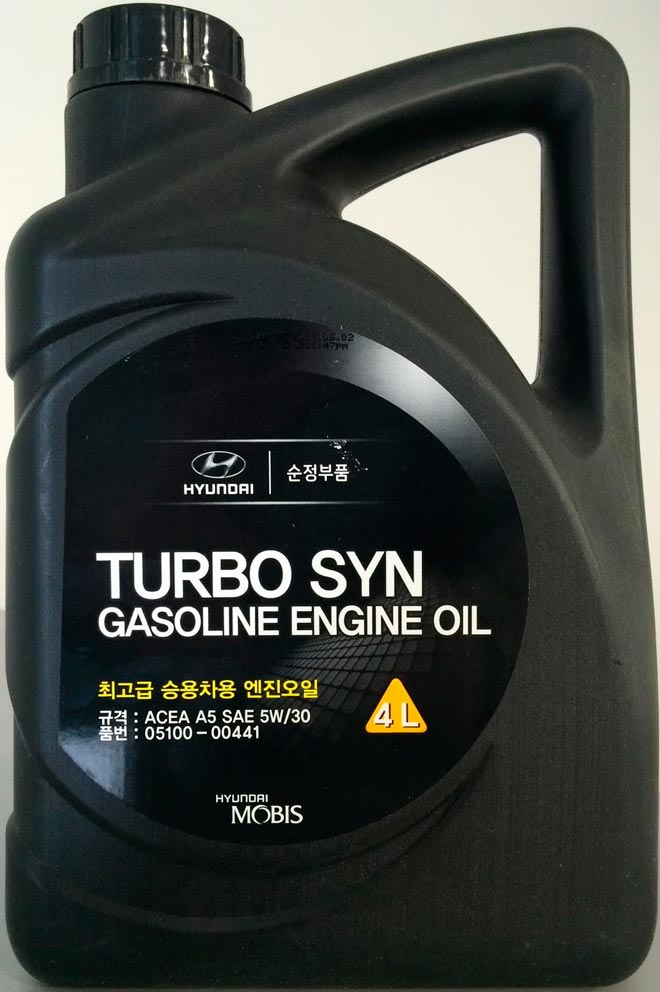 HYUNDAI 순정부품
TURBO SYN
GASOLINE ENGINE OIL
최고급 승용차용 엔진오일
규격 : ACEA A5 SAE 5W/30
품번 : 05100-00441
4 L
HYUNDAI
MOBIS